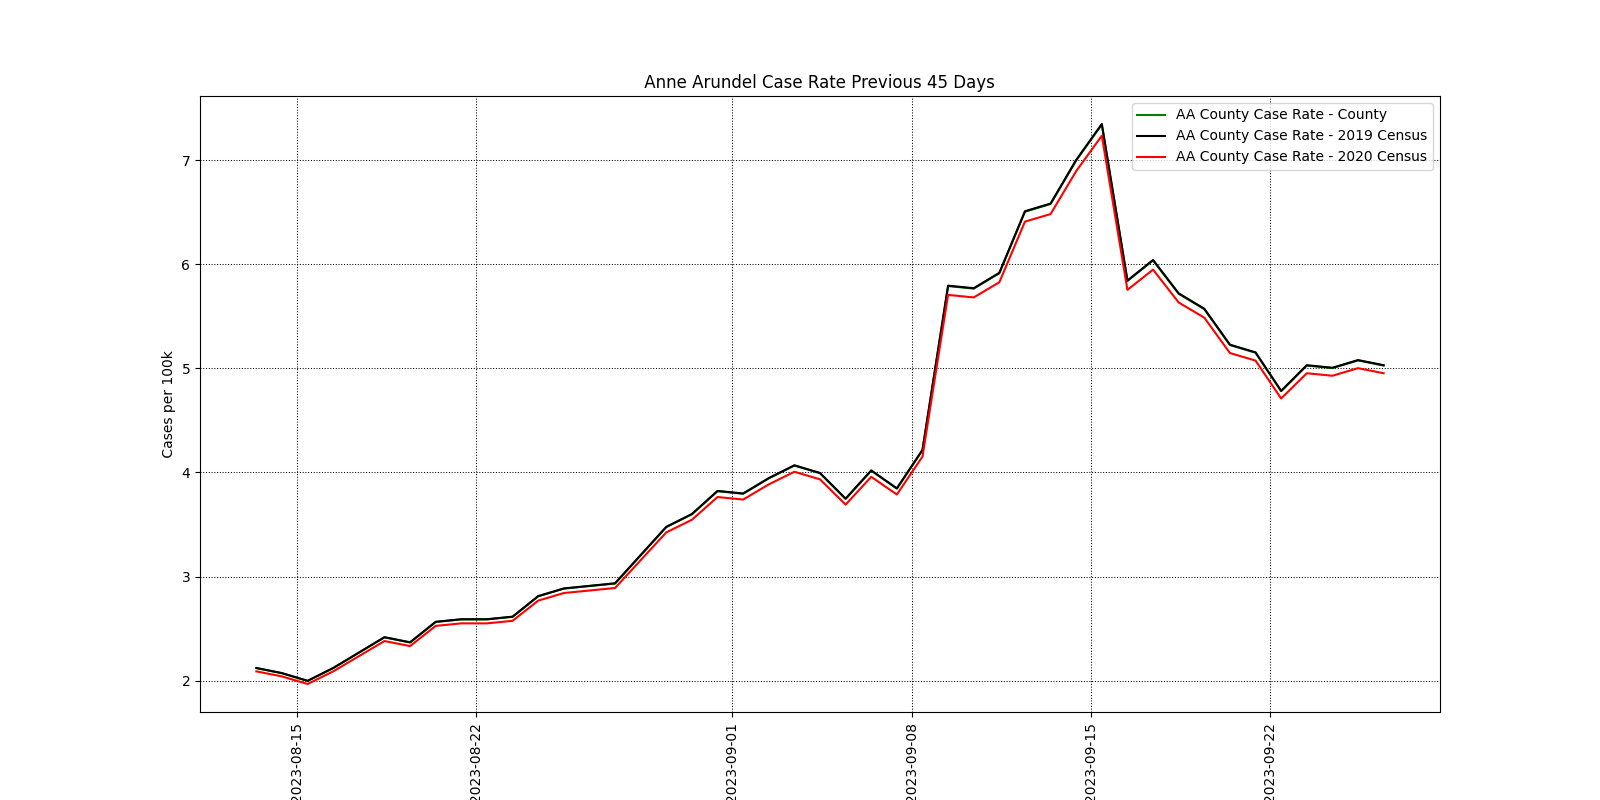 Anne Arundel Case Rate Previous 45 Days
AA County Case Rate - County
AA County Case Rate - 2019 Census
AA County Case Rate - 2020 Census
Cases per 100k
7
6
5
4
3
2
2023-08-15
2023-08-22
2023-09-01
2023-09-08
2023-09-15
2023-09-22